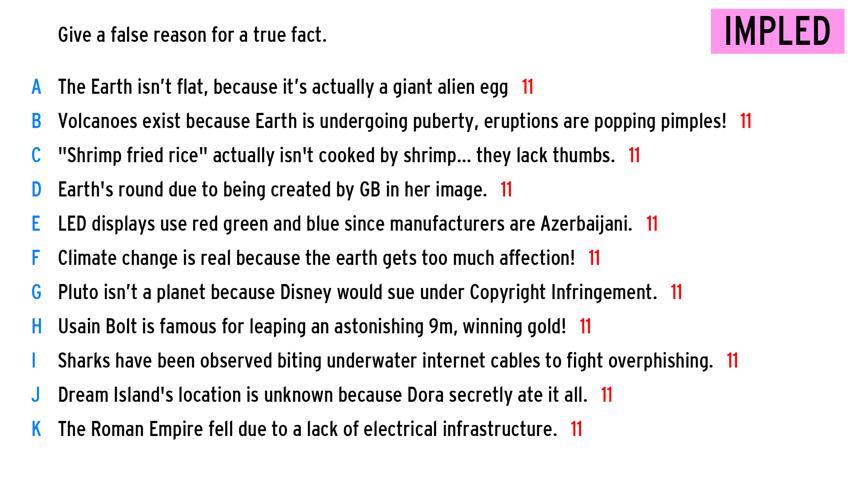 Give a false reason for a true fact.
IMPLED
A The Earth isn’t flat, because it’s actually a giant alien egg 11
B Volcanoes exist because Earth is undergoing puberty, eruptions are popping pimples! 11
C "Shrimp fried rice" actually isn't cooked by shrimp... they lack thumbs. 11
D Earth's round due to being created by GB in her image. 11
E LED displays use red green and blue since manufacturers are Azerbaijani. 11
F Climate change is real because the earth gets too much affection! 11
G Pluto isn’t a planet because Disney would sue under Copyright Infringement. 11
H Usain Bolt is famous for leaping an astonishing 9m, winning gold! 11
I Sharks have been observed biting underwater internet cables to fight overphishing. 11
J Dream Island's location is unknown because Dora secretly ate it all. 11
K The Roman Empire fell due to a lack of electrical infrastructure. 11